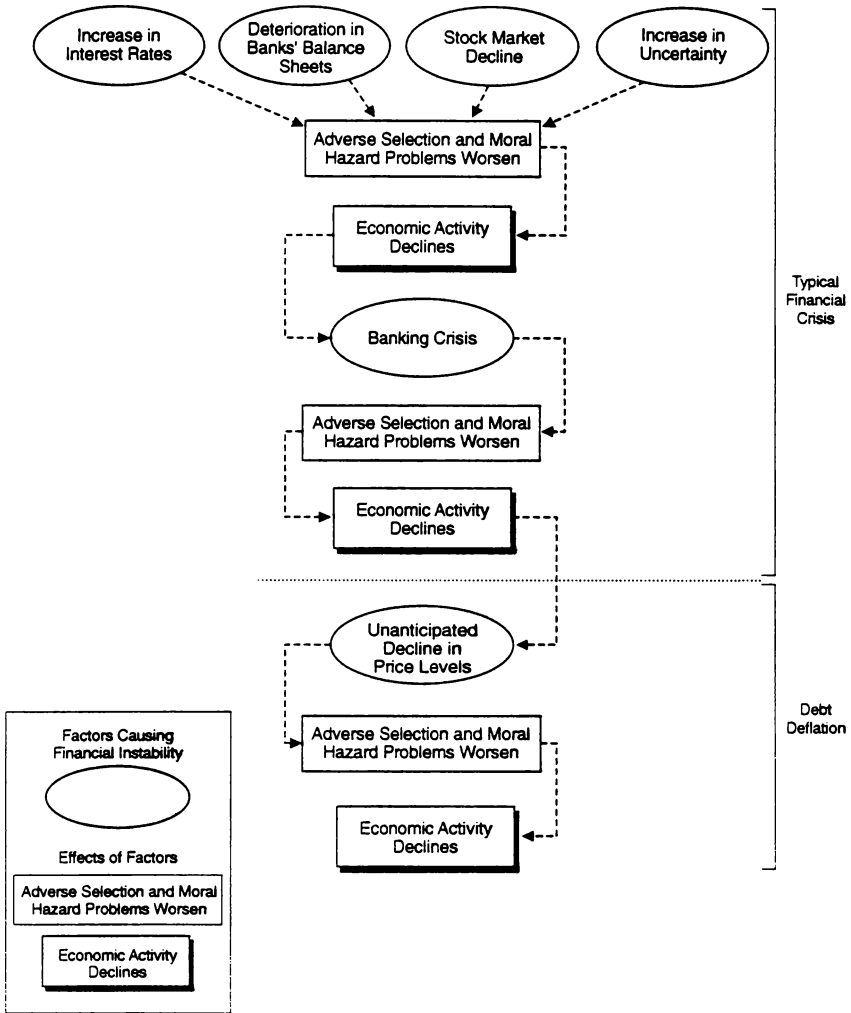 Increase in
Interest Rates
Deterioration in
Banks' Balance
Sheets
Stock Market
Decline
Increase in
Uncertainty
Adverse Selection and Moral
Hazard Problems Worsen
Economic Activity
Declines
Banking Crisis
Adverse Selection and Moral
Hazard Problems Worsen
Economic Activity
Declines
Typical
Financial
Crisis
Unanticipated
Decline in
Price Levels
Adverse Selection and Moral
Hazard Problems Worsen
Economic Activity
Declines
Debt
Deflation
Factors Causing
Financial Instability
Effects of Factors
Adverse Selection and Moral
Hazard Problems Worsen
Economic Activity
Declines